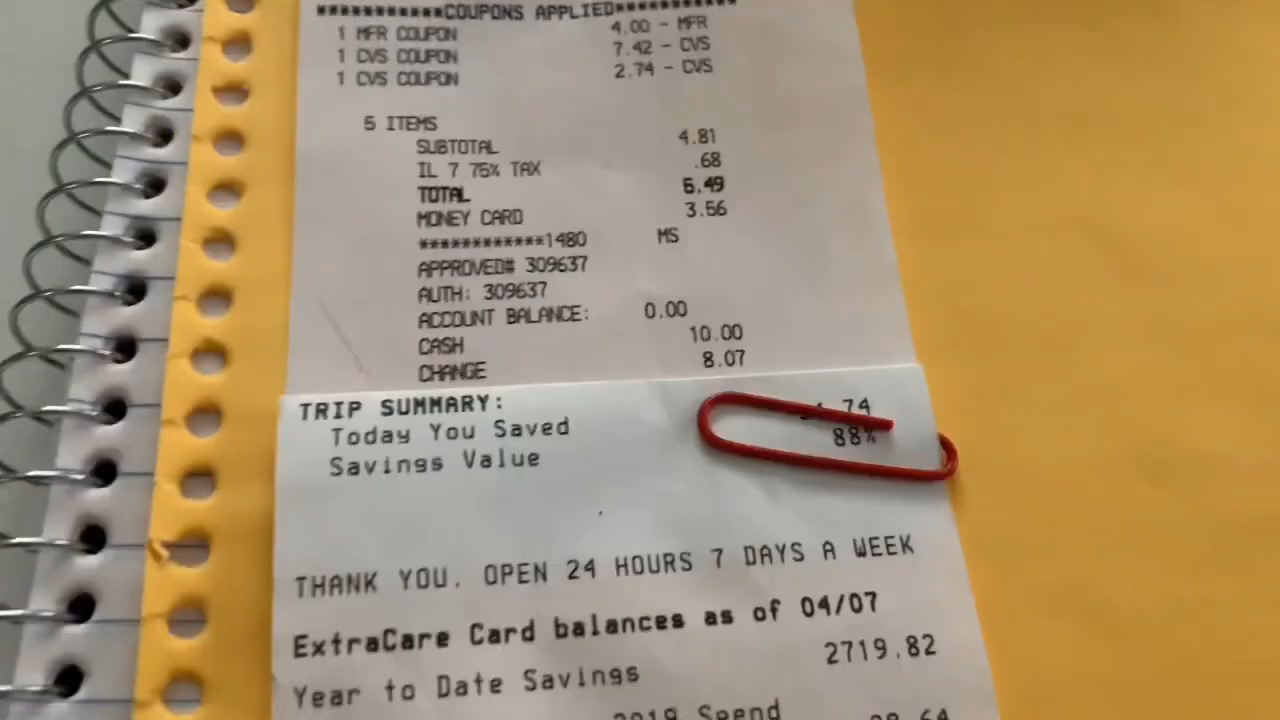 ***********COUPONS APPLIED***********
1 MFR COUPON 4.00 - MFR
1 CVS COUPON 7.42 - CVS
1 CVS COUPON 2.74 - CVS
5 ITEMS
SUBTOTAL 4.81
IL 7.75% TAX .68
TOTAL 5.49
MONEY CARD 3.56
************1480 MS
APPROVED# 309637
AUTH: 309637
ACCOUNT BALANCE: 0.00
CASH 10.00
CHANGE 8.07
TRIP SUMMARY:
Today You Saved 74
Savings Value 88%
THANK YOU. OPEN 24 HOURS 7 DAYS A WEEK
ExtraCare Card balances as of 04/07
Year to Date Savings 2719.82
2019 Spend